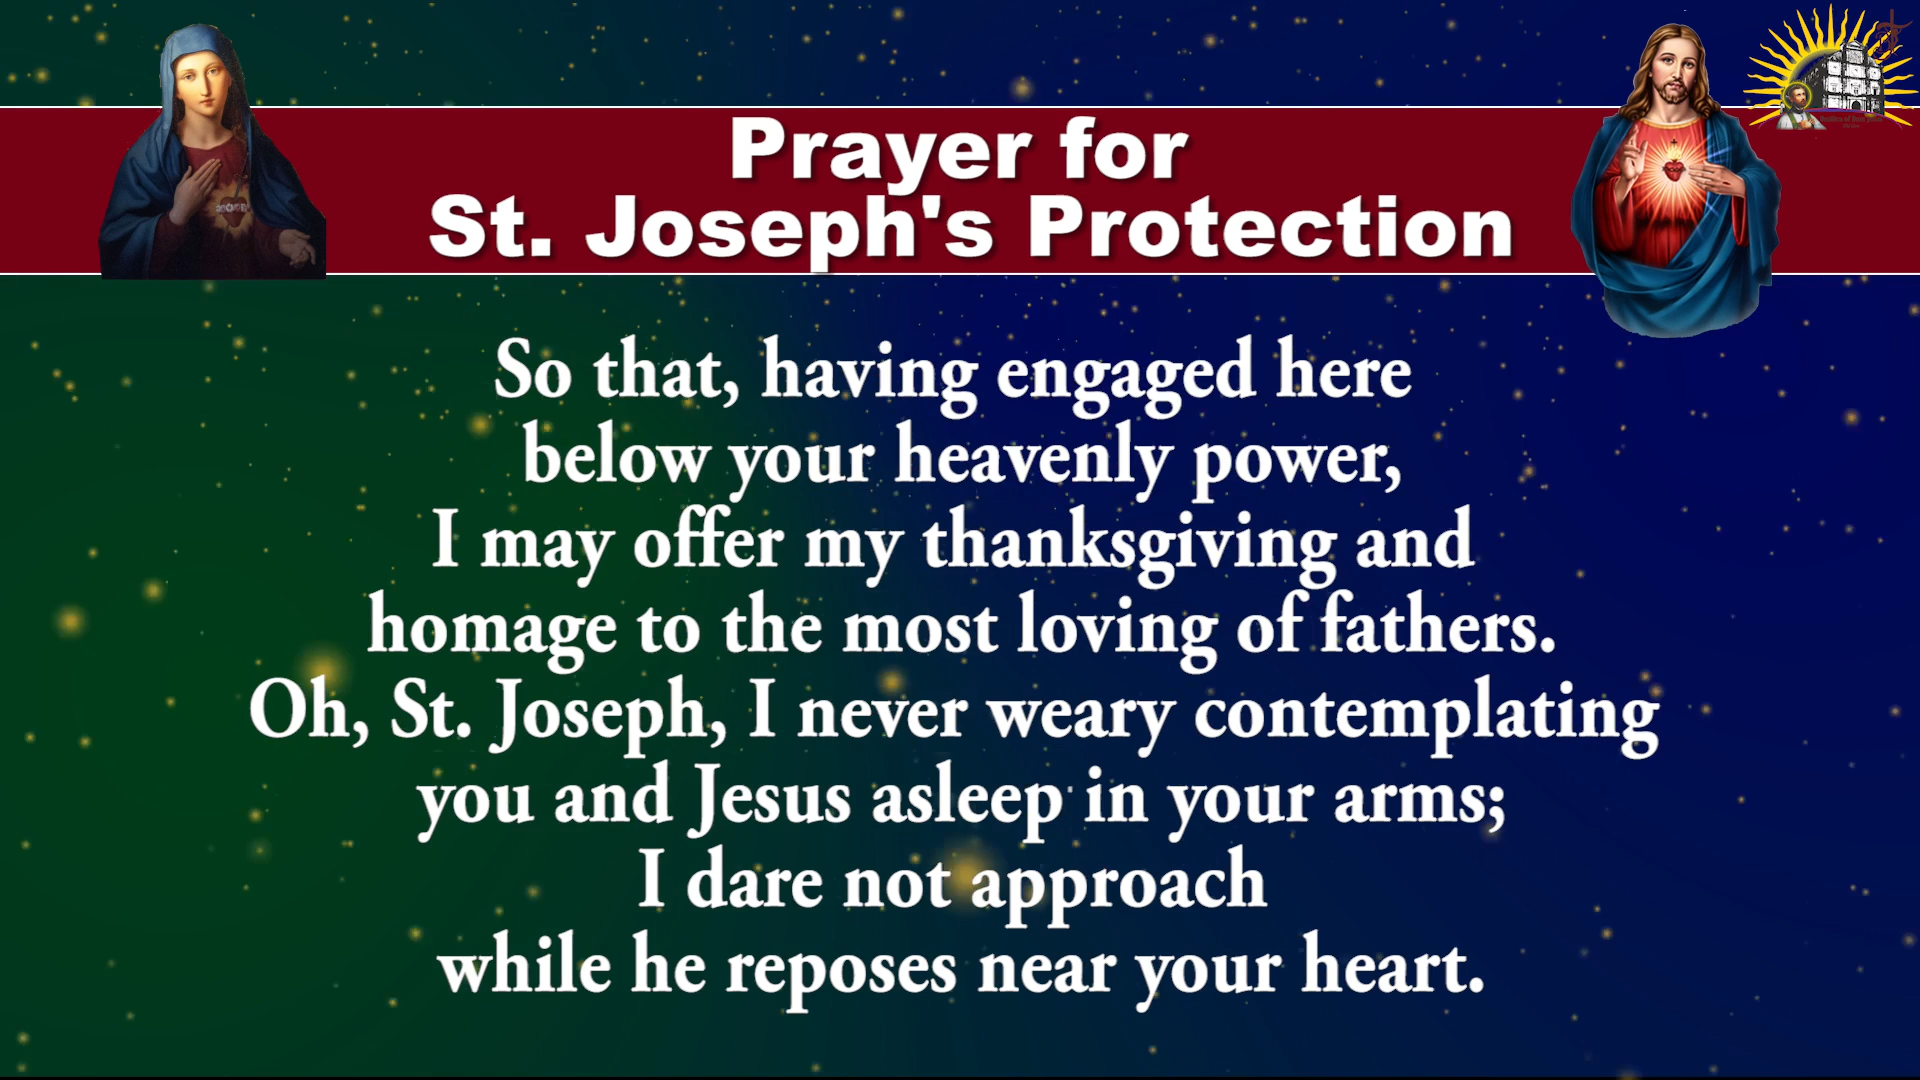 Prayer for
St. Joseph's Protection
So that, having engaged here
below your heavenly power,
I may offer my thanksgiving and
homage to the most loving of fathers.
Oh, St. Joseph, I never weary contemplating
you and Jesus asleep in your arms;
I dare not approach
while he reposes near your heart.